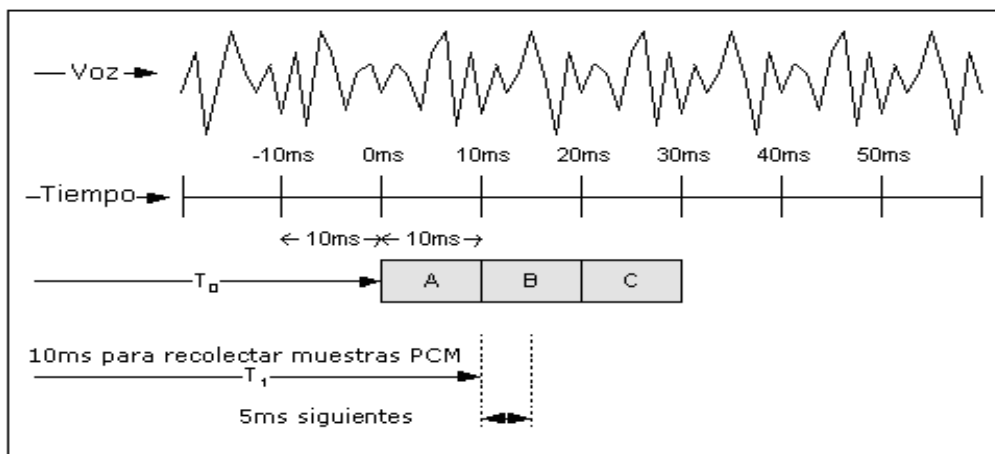 Voz
-10ms 0ms 10ms 20ms 30ms 40ms 50ms
Tiempo
10ms 10ms
T0 A B C
10ms para recolectar muestras PCM
T1
5ms siguientes